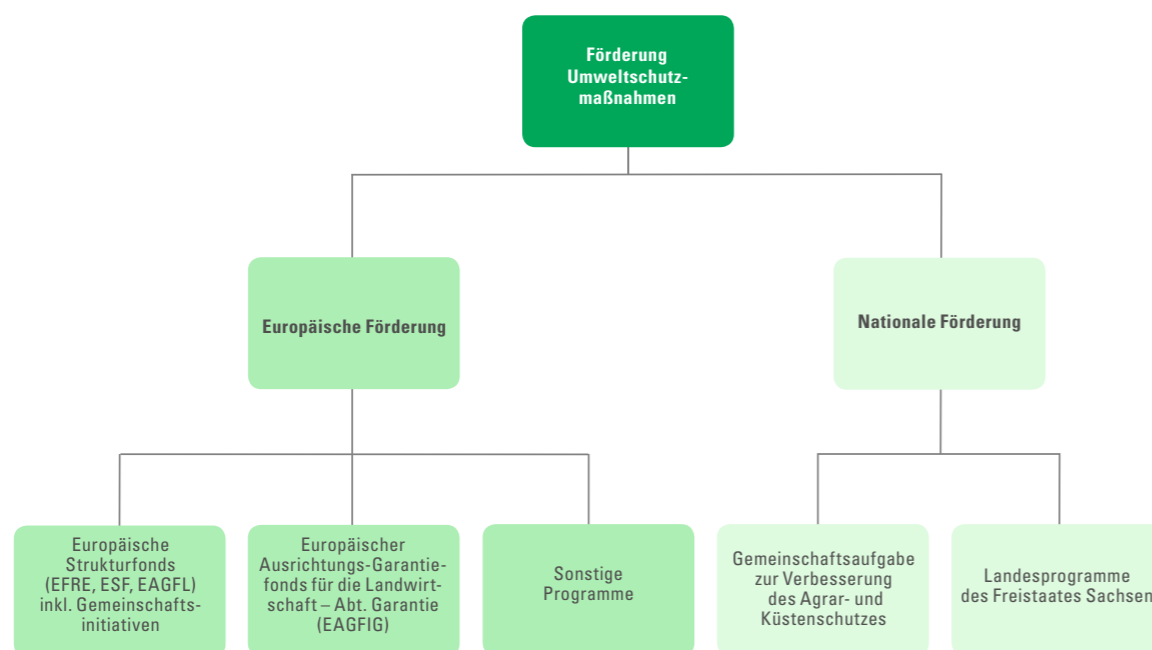 Förderung
Umweltschutz-
maßnahmen
Europäische Förderung
Nationale Förderung
Europäische
Strukturfonds
(EFRE, ESF, EAGFL)
inkl. Gemeinschafts-
initiativen
Europäischer
Ausrichtungs-Garantie-
fonds für die Landwirt-
schaft – Abt. Garantie
(EAGFIG)
Sonstige
Programme
Gemeinschaftsaufgabe
zur Verbesserung
des Agrar- und
Küstenschutzes
Landesprogramme
des Freistaates Sachsen